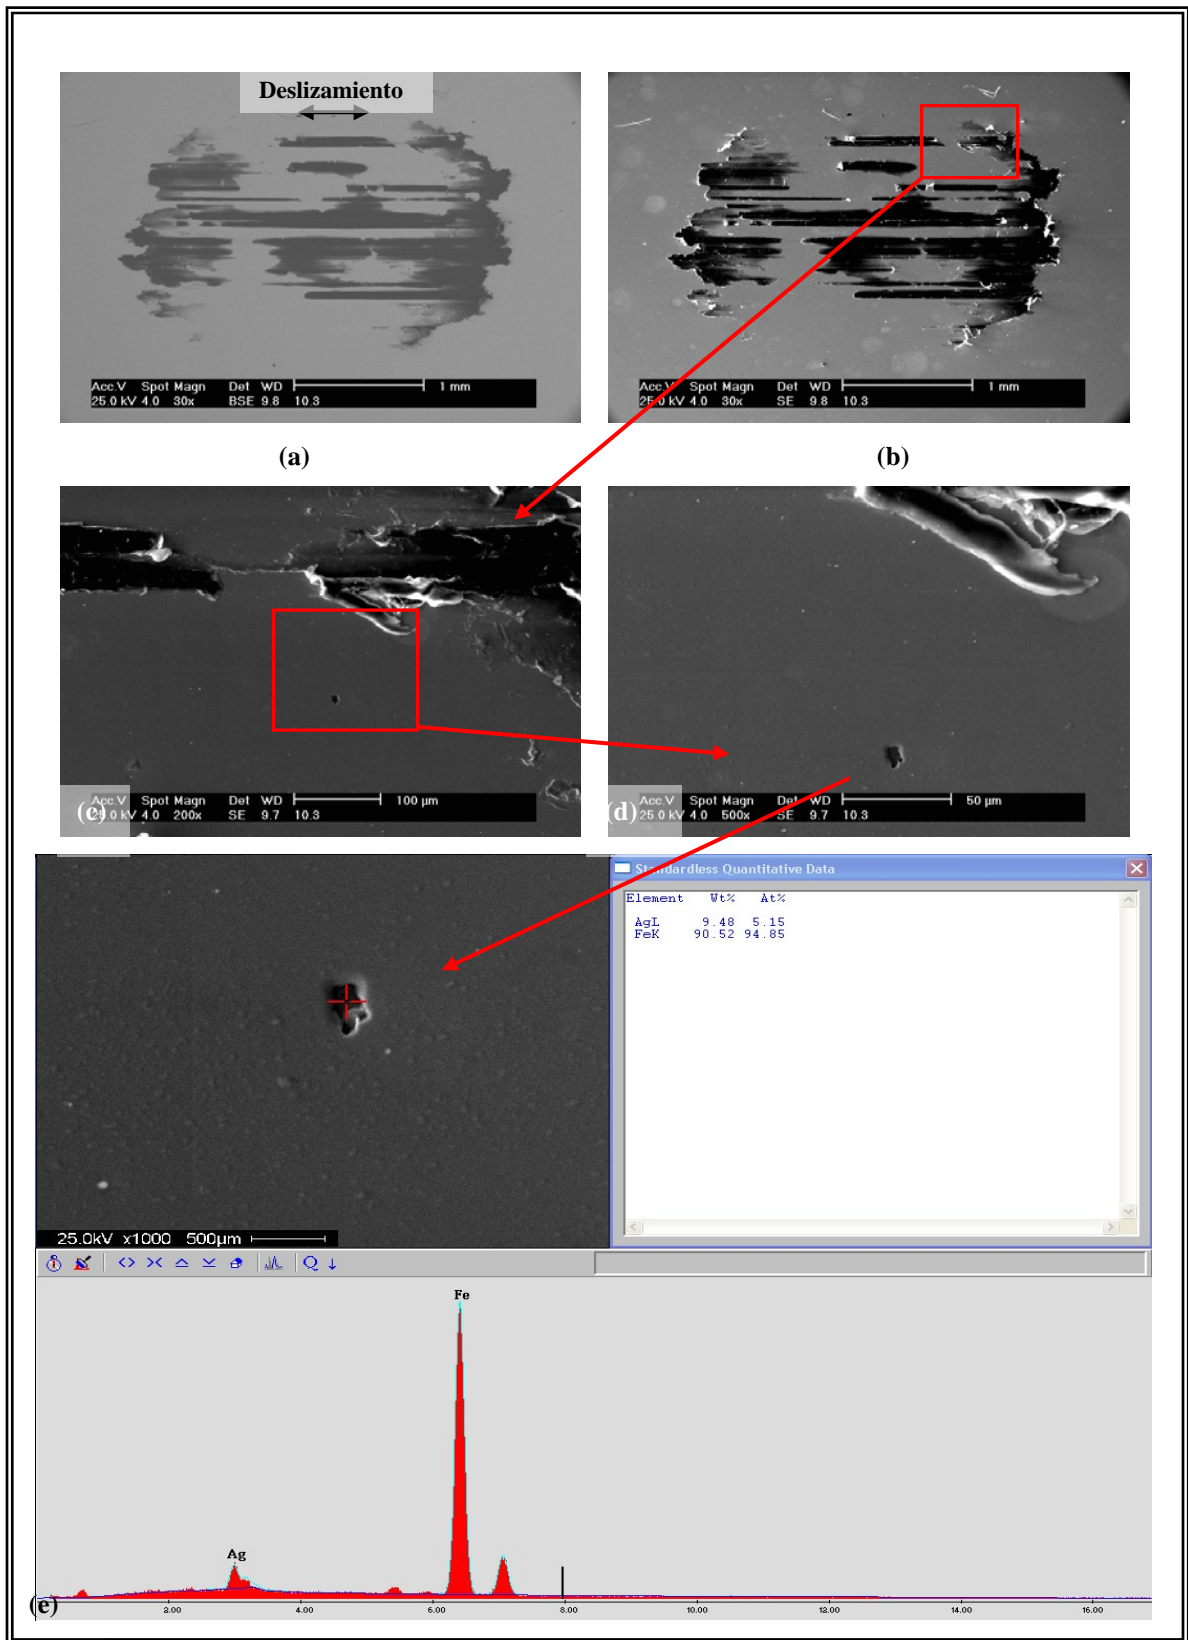 Deslizamiento
Acc.V Spot Magn Det WD 1 mm
25.0 kV 4.0 30x BSE 9.8 10.3
(a)
Acc.V Spot Magn Det WD 1 mm
25.0 kV 4.0 30x SE 9.8 10.3
(b)
Acc.V Spot Magn Det WD 100 µm
25.0 kV 4.0 200x SE 9.7 10.3
(c)
Acc.V Spot Magn Det WD 50 µm
25.0 kV 4.0 500x SE 9.7 10.3
(d)
25.0kV x1000 500µm
Standardless Quantitative Data
Element Wt% At%
AgL 9.48 5.15
FeK 90.52 94.85
Q
Fe
Ag
(e)
2.00 4.00 6.00 8.00 10.00 12.00 14.00 16.00